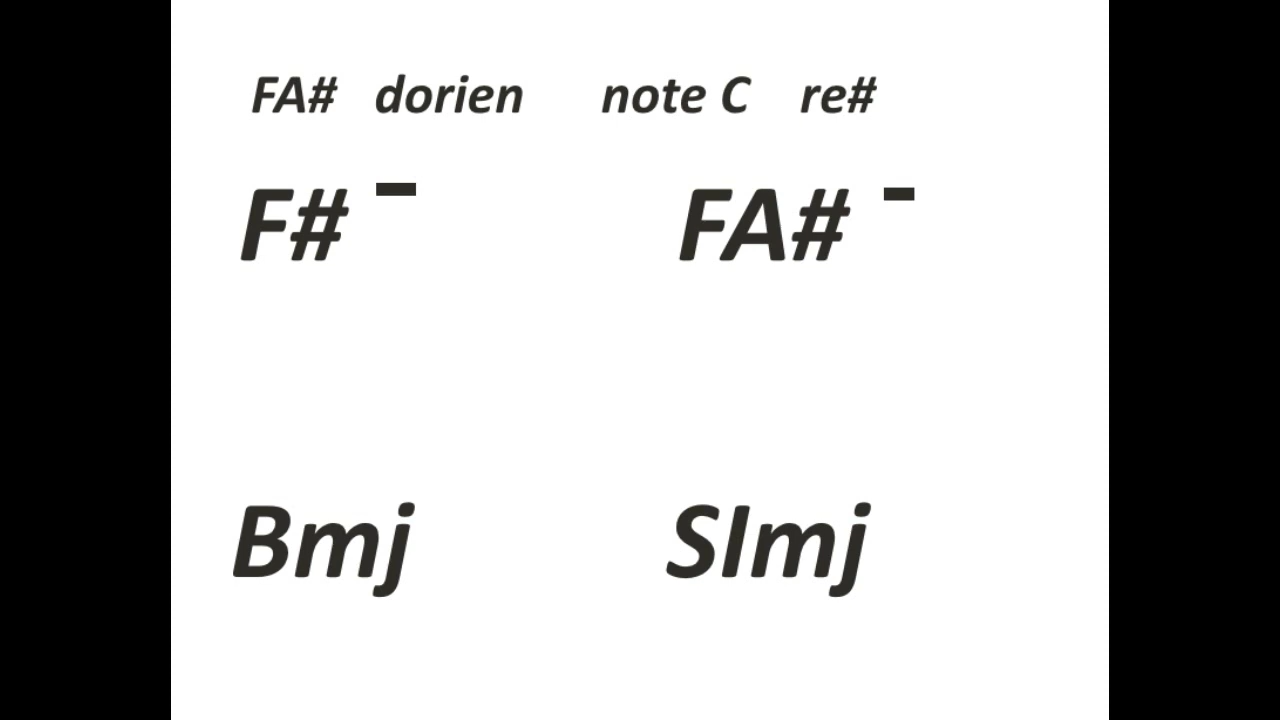 FA# dorien note C re#
F# - FA# -
Bmj SImj